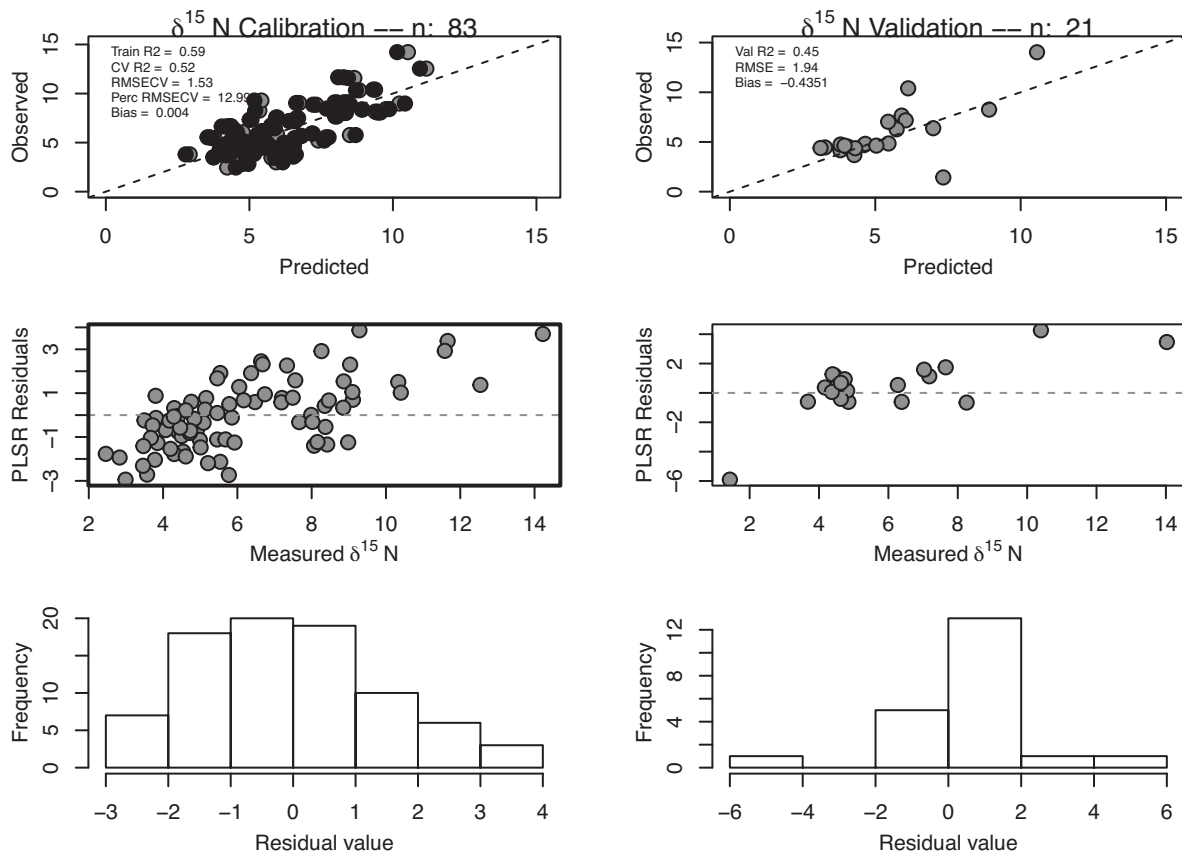 δ15 N Calibration −− n: 83
Train R2 = 0.59
CV R2 = 0.52
RMSECV = 1.53
Perc RMSECV = 12.99
Bias = 0.004
Observed
0 5 10 15
0 5 10 15
Predicted
δ15 N Validation −− n: 21
Val R2 = 0.45
RMSE = 1.94
Bias = −0.4351
Observed
0 5 10 15
0 5 10 15
Predicted
PLSR Residuals
−3 −1 1 3
2 4 6 8 10 12 14
Measured δ15 N
PLSR Residuals
−6 −2 2
2 4 6 8 10 12 14
Measured δ15 N
Frequency
0 5 10 20
−3 −2 −1 0 1 2 3 4
Residual value
Frequency
0 4 8 12
−6 −4 −2 0 2 4 6
Residual value